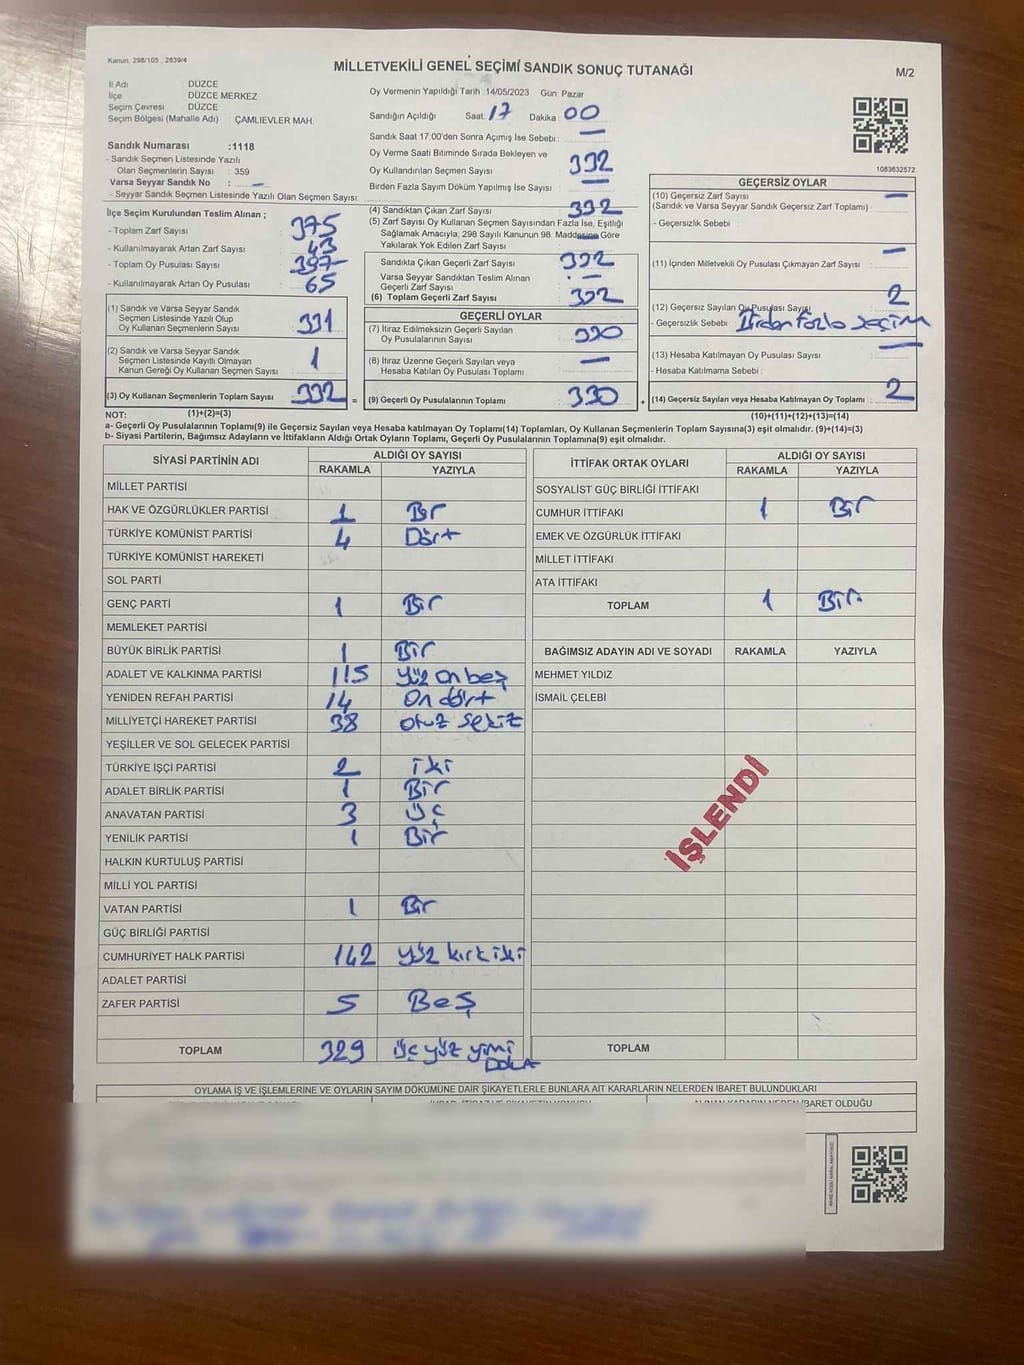 Kanun, 298/105 , 2839/4
MİLLETVEKİLİ GENEL SEÇİMİ SANDIK SONUÇ TUTANAĞI
M/2
İl Adı DÜZCE
İlçe DÜZCE MERKEZ
Seçim Çevresi DÜZCE
Seçim Bölgesi (Mahalle Adı) : ÇAMLIEVLER MAH.
Sandık Numarası :1118
- Sandık Seçmen Listesinde Yazılı
Olan Seçmenlerin Sayısı : 359
Varsa Seyyar Sandık No : —
- Seyyar Sandık Seçmen Listesinde Yazılı Olan Seçmen Sayısı:
Oy Vermenin Yapıldığı Tarih :14/05/2023 Gün: Pazar
Sandığın Açıldığı Saat: 17 Dakika : 00
Sandık Saat 17:00'den Sonra Açımış İse Sebebi : —
Oy Verme Saati Bitiminde Sırada Bekleyen ve
Oy Kullandırılan Seçmen Sayısı 332
Birden Fazla Sayım Döküm Yapılmış İse Sayısı —
1083632572
İlçe Seçim Kurulundan Teslim Alınan ;
- Toplam Zarf Sayısı 375
- Kullanılmayarak Artan Zarf Sayısı 43
- Toplam Oy Pusulası Sayısı 397
- Kullanılmayarak Artan Oy Pusulası 65
(1) Sandık ve Varsa Seyyar Sandık
Seçmen Listesinde Yazılı Olup
Oy Kullanan Seçmenlerin Sayısı 331
(2) Sandık ve Varsa Seyyar Sandık
Seçmen Listesinde Kayıtlı Olmayan
Kanun Gereği Oy Kullanan Seçmen Sayısı 1
(3) Oy Kullanan Seçmenlerin Toplam Sayısı 332 =
(4) Sandıktan Çıkan Zarf Sayısı 332
(5) Zarf Sayısı Oy Kullanan Seçmen Sayısından Fazla İse, Eşitliği
Sağlamak Amacıyla; 298 Sayılı Kanunun 98. Maddesine Göre
Yakılarak Yok Edilen Zarf Sayısı —
Sandıkta Çıkan Geçerli Zarf Sayısı 332
Varsa Seyyar Sandıktan Teslim Alınan
Geçerli Zarf Sayısı —
(6) Toplam Geçerli Zarf Sayısı 332
GEÇERLİ OYLAR
(7) İtiraz Edilmeksizin Geçerli Sayılan
Oy Pusulalarının Sayısı 330
(8) İtiraz Üzerine Geçerli Sayılan veya
Hesaba Katılan Oy Pusulası Toplamı —
(9) Geçerli Oy Pusulalarının Toplamı 330 +
GEÇERSİZ OYLAR
(10) Geçersiz Zarf Sayısı —
(Sandık ve Varsa Seyyar Sandık Geçersiz Zarf Toplamı)
- Geçersizlik Sebebi
(11) İçinden Milletvekili Oy Pusulası Çıkmayan Zarf Sayısı : —
(12) Geçersiz Sayılan Oy Pusulası Sayısı 2
- Geçersizlik Sebebi 1'den Fazla seçim
(13) Hesaba Katılmayan Oy Pusulası Sayısı —
- Hesaba Katılmama Sebebi :
(14) Geçersiz Sayılan veya Hesaba Katılmayan Oy Toplamı 2
NOT: (1)+(2)=(3)
(10)+(11)+(12)+(13)=(14)
a- Geçerli Oy Pusulalarının Toplamı(9) ile Geçersiz Sayılan veya Hesaba katılmayan Oy Toplamı(14) Toplamları, Oy Kullanan Seçmenlerin Toplam Sayısına(3) eşit olmalıdır. (9)+(14)=(3)
b- Siyasi Partilerin, Bağımsız Adayların ve İttifakların Aldığı Ortak Oyların Toplamı, Geçerli Oy Pusulalarının Toplamına(9) eşit olmalıdır.
SİYASİ PARTİNİN ADI ALDIĞI OY SAYISI
RAKAMLA YAZIYLA
MİLLET PARTİSİ
HAK VE ÖZGÜRLÜKLER PARTİSİ 1 Bir
TÜRKİYE KOMÜNİST PARTİSİ 4 Dört
TÜRKİYE KOMÜNİST HAREKETİ
SOL PARTİ
GENÇ PARTİ 1 Bir
MEMLEKET PARTİSİ
BÜYÜK BİRLİK PARTİSİ 1 Bir
ADALET VE KALKINMA PARTİSİ 115 yüz on beş
YENİDEN REFAH PARTİSİ 14 On dört
MİLLİYETÇİ HAREKET PARTİSİ 38 otuz sekiz
YEŞİLLER VE SOL GELECEK PARTİSİ
TÜRKİYE İŞÇİ PARTİSİ 2 iki
ADALET BİRLİK PARTİSİ 1 Bir
ANAVATAN PARTİSİ 3 üç
YENİLİK PARTİSİ 1 Bir
HALKIN KURTULUŞ PARTİSİ
MİLLİ YOL PARTİSİ
VATAN PARTİSİ 1 Bir
GÜÇ BİRLİĞİ PARTİSİ
CUMHURİYET HALK PARTİSİ 142 yüz kırk iki
ADALET PARTİSİ
ZAFER PARTİSİ 5 Beş
TOPLAM 329 üç yüz yimi
İTTİFAK ORTAK OYLARI ALDIĞI OY SAYISI
RAKAMLA YAZIYLA
SOSYALİST GÜÇ BİRLİĞİ İTTİFAKI
CUMHUR İTTİFAKI 1 Bir
EMEK VE ÖZGÜRLÜK İTTİFAKI
MİLLET İTTİFAKI
ATA İTTİFAKI
TOPLAM 1 Bir
BAĞIMSIZ ADAYIN ADI VE SOYADI RAKAMLA YAZIYLA
MEHMET YILDIZ
İSMAİL ÇELEBİ
İŞLENDİ
TOPLAM
OYLAMA İŞ VE İŞLEMLERİNE VE OYLARIN SAYIM DÖKÜMÜNE DAİR ŞİKAYETLERLE BUNLARA AİT KARARLARIN NELERDEN İBARET BULUNDUKLARI
ALINAN KARARIN NEDEN İBARET OLDUĞU